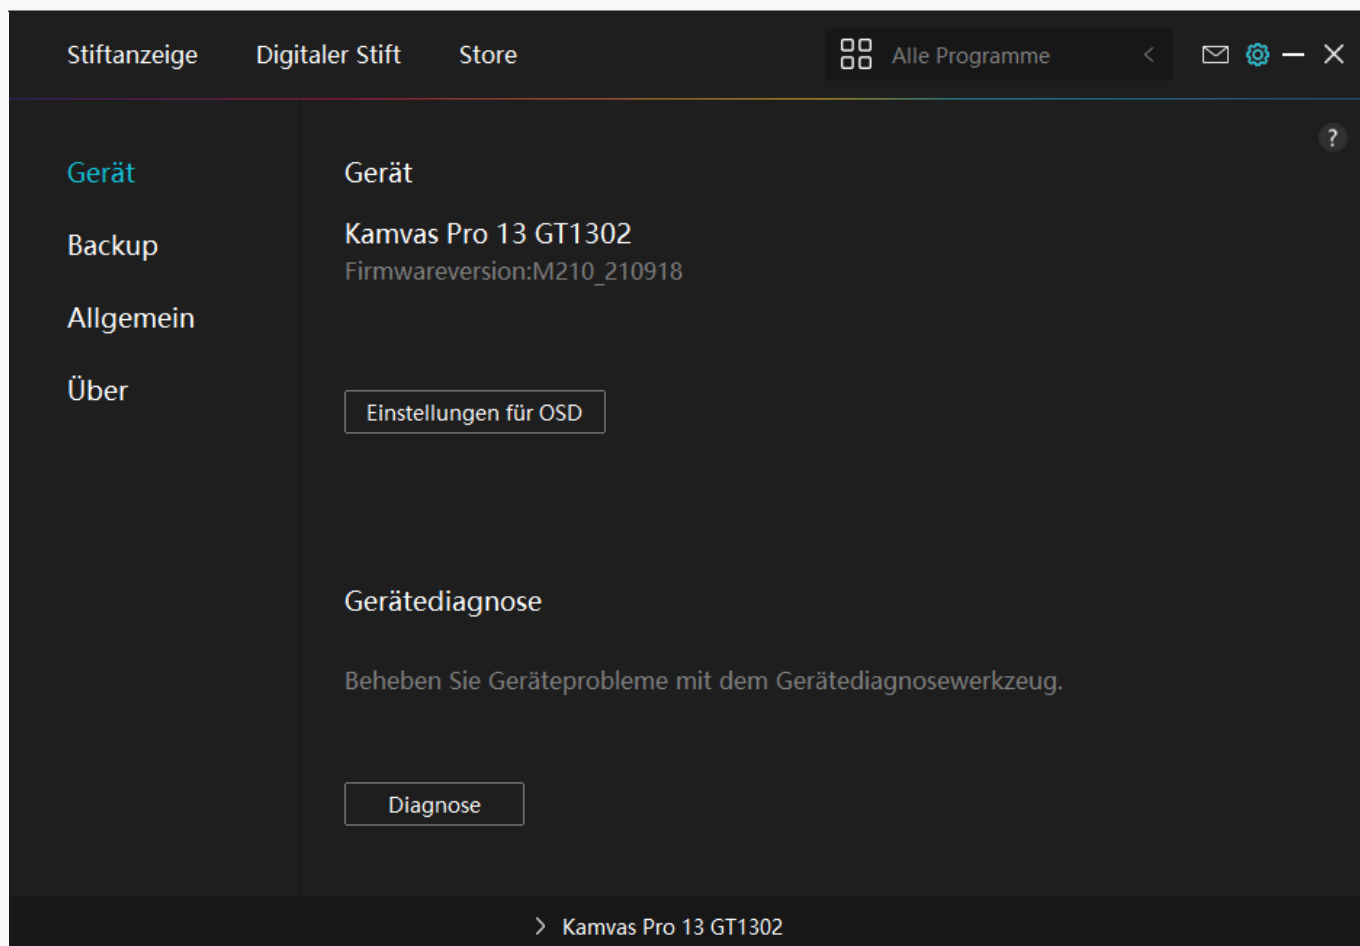 Stiftanzeige Digitaler Stift Store Alle Programme
?
Gerät
Backup
Allgemein
Über
Gerät
Kamvas Pro 13 GT1302
Firmwareversion:M210_210918
Einstellungen für OSD
Gerätediagnose
Beheben Sie Geräteprobleme mit dem Gerätediagnosewerkzeug.
Diagnose
Kamvas Pro 13 GT1302